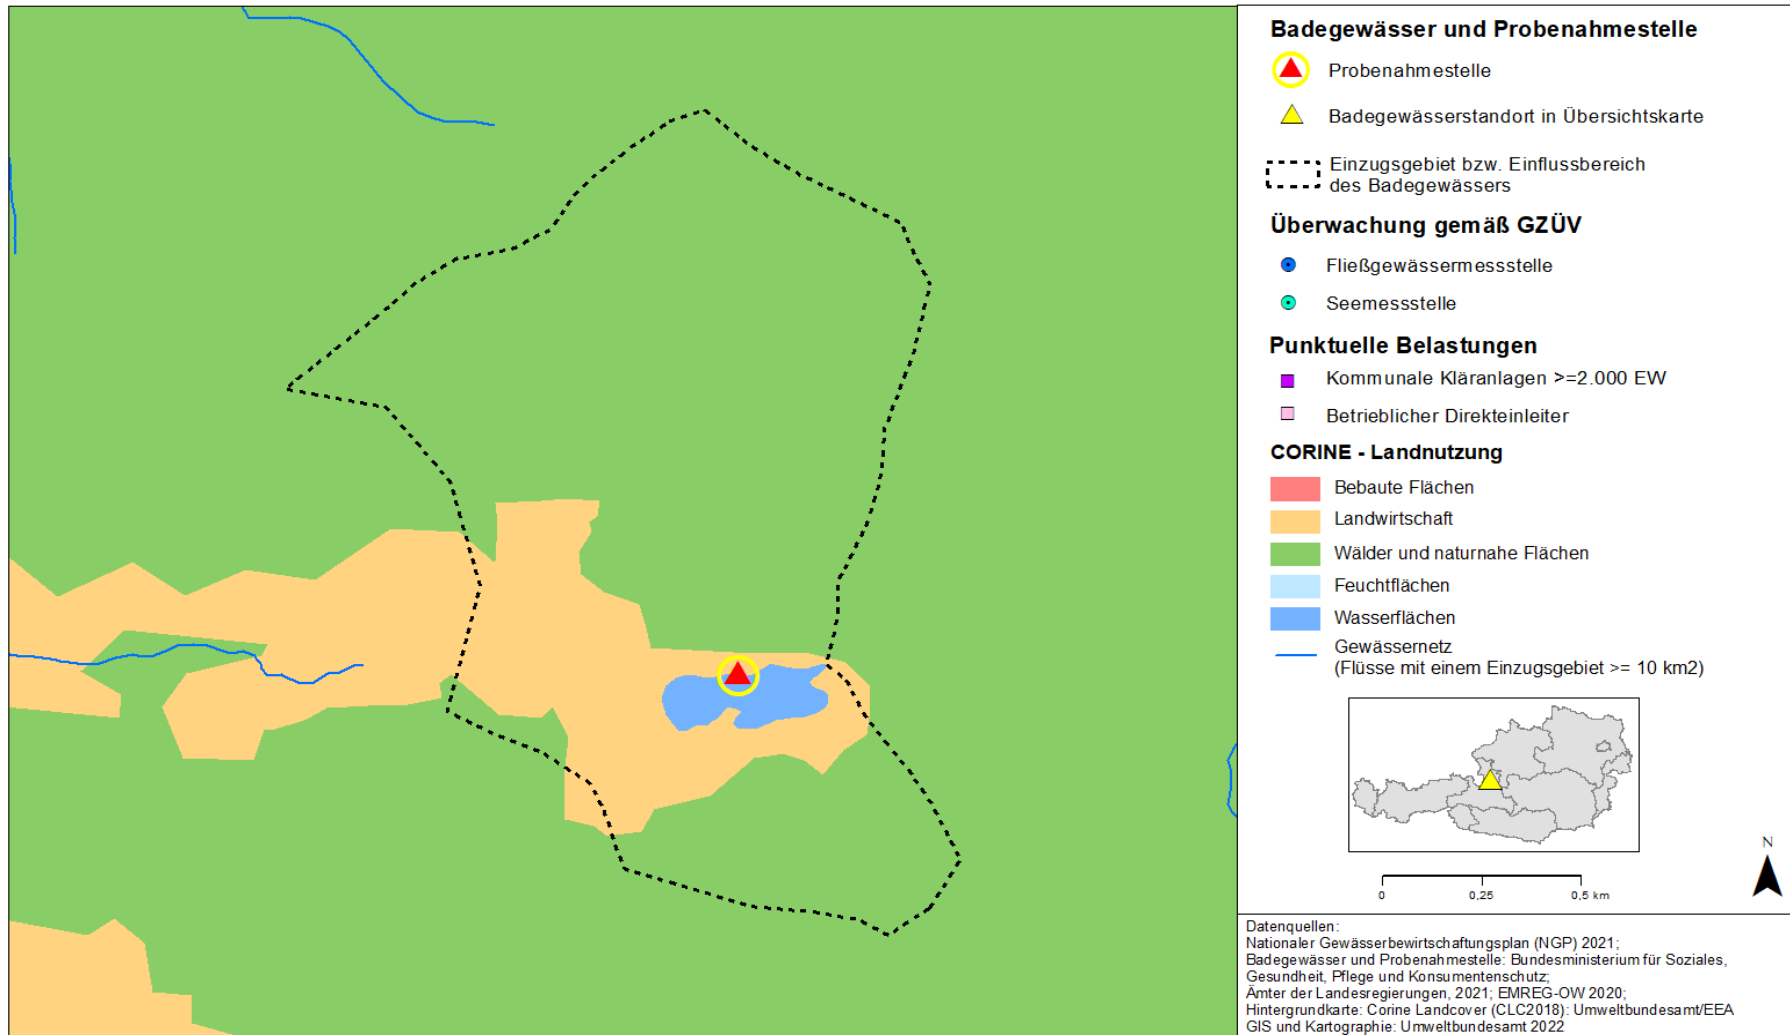 Badegewässer und Probenahmestelle
Probenahmestelle
Badegewässerstandort in Übersichtskarte
Einzugsgebiet bzw. Einflussbereich
des Badegewässers
Überwachung gemäß GZÜV
Fließgewässermessstelle
Seemessstelle
Punktuelle Belastungen
Kommunale Kläranlagen >=2.000 EW
Betrieblicher Direkteinleiter
CORINE - Landnutzung
Bebaute Flächen
Landwirtschaft
Wälder und naturnahe Flächen
Feuchtflächen
Wasserflächen
Gewässernetz
(Flüsse mit einem Einzugsgebiet >= 10 km2)
N
0 0,25 0,5 km
Datenquellen:
Nationaler Gewässerbewirtschaftungsplan (NGP) 2021;
Badegewässer und Probenahmestelle: Bundesministerium für Soziales,
Gesundheit, Pflege und Konsumentenschutz;
Ämter der Landesregierungen, 2021; EMREG-OW 2020;
Hintergrundkarte: Corine Landcover (CLC2018): Umweltbundesamt/EEA
GIS und Kartographie: Umweltbundesamt 2022